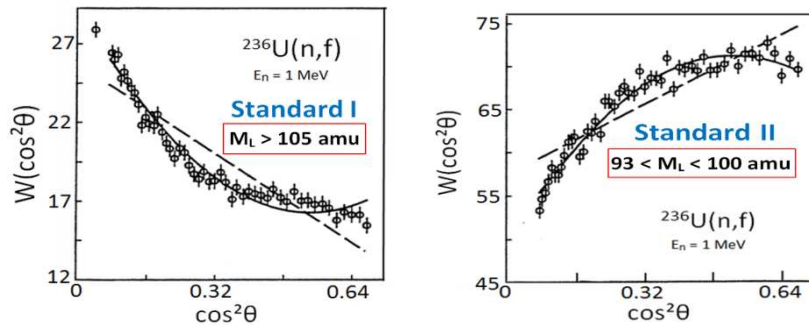 27
22
17
12
W(cos²θ)
²³⁶U(n,f)
Eₙ = 1 MeV
Standard I
M_L > 105 amu
0
0.32
0.64
cos²θ
75
65
55
45
W(cos²θ)
Standard II
93 < M_L < 100 amu
²³⁶U(n,f)
Eₙ = 1 MeV
0
0.32
0.64
cos²θ